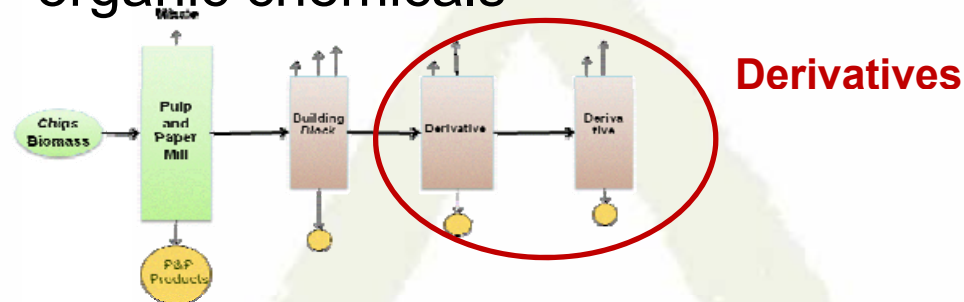 organic chemicals
Waste
Derivatives
Chips
Biomass
Pulp
and
Paper
Mill
Building
Block
Derivative
Deriva
tive
P&P
Products